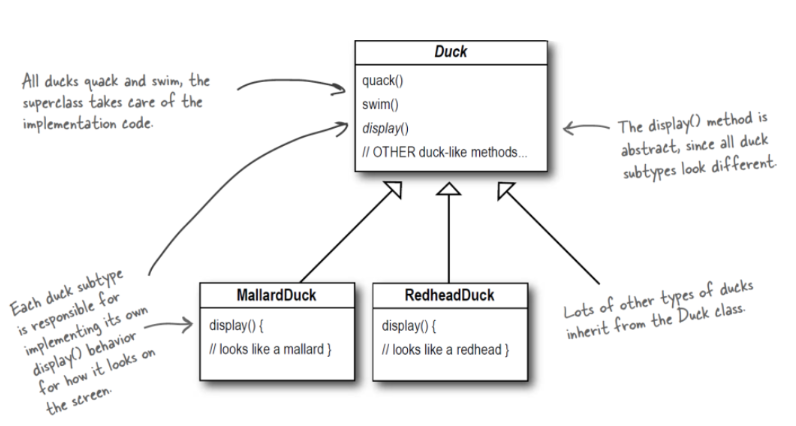 Duck
quack()
swim()
display()
// OTHER duck-like methods...
All ducks quack and swim, the
superclass takes care of the
implementation code.
The display() method is
abstract, since all duck
subtypes look different.
Each duck subtype
is responsible for
implementing its own
display() behavior
for how it looks on
the screen.
MallardDuck
display() {
// looks like a mallard }
RedheadDuck
display() {
// looks like a redhead }
Lots of other types of ducks
inherit from the Duck class.